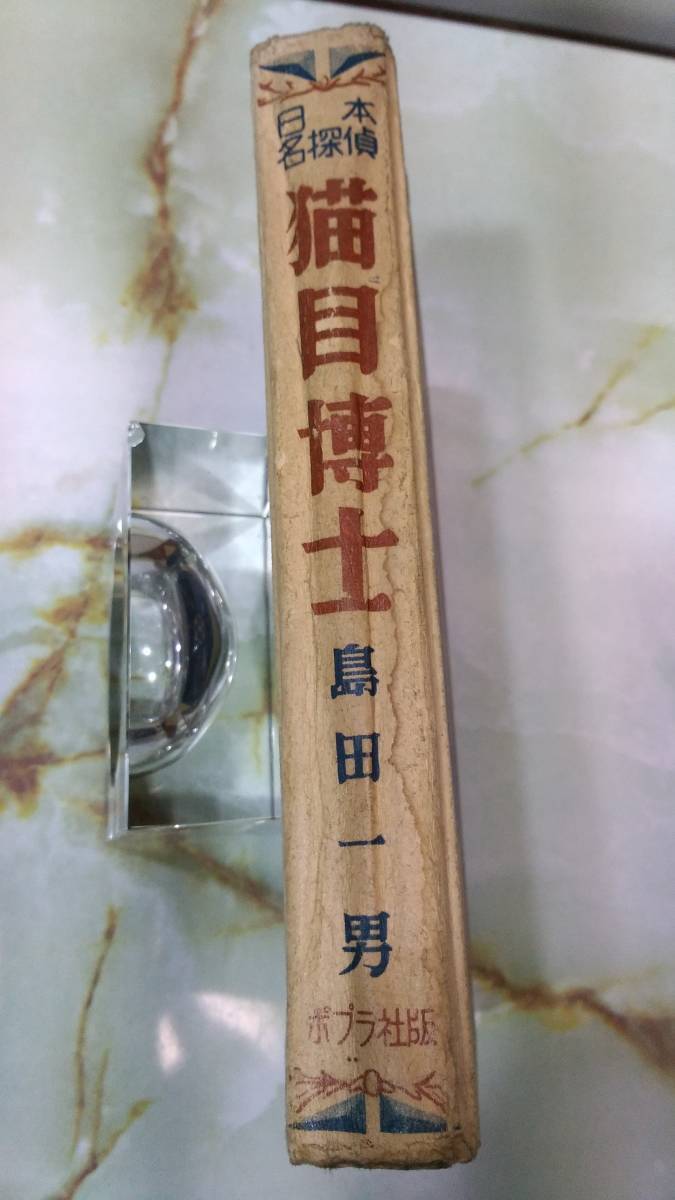 日本
名探偵
猫目博士
島田一男
ポプラ社版